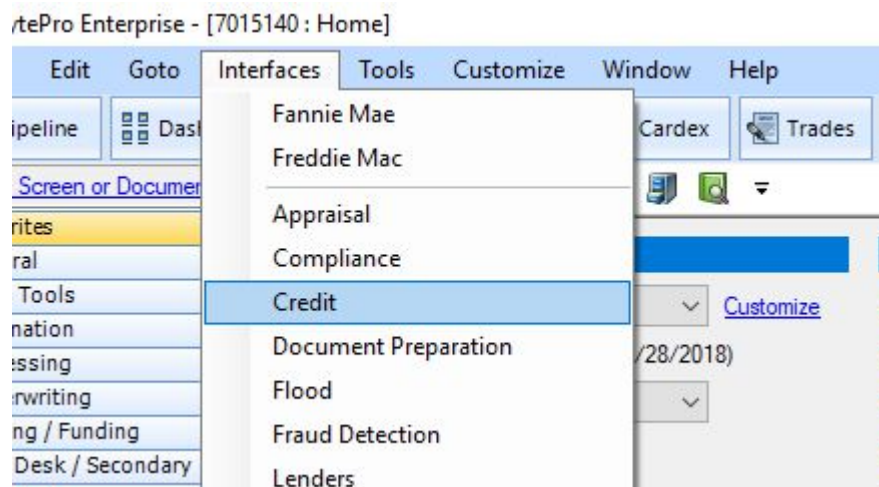 ytePro Enterprise - [7015140 : Home]
Edit Goto Interfaces Tools Customize Window Help
ipeline Dash Cardex Trades
Screen or Documen
Fannie Mae
Freddie Mac
Appraisal
Compliance
Credit
Document Preparation
Flood
Fraud Detection
Lenders
rites
ral
Tools
nation
essing
rwriting
ng / Funding
Desk / Secondary
Customize
/28/2018)